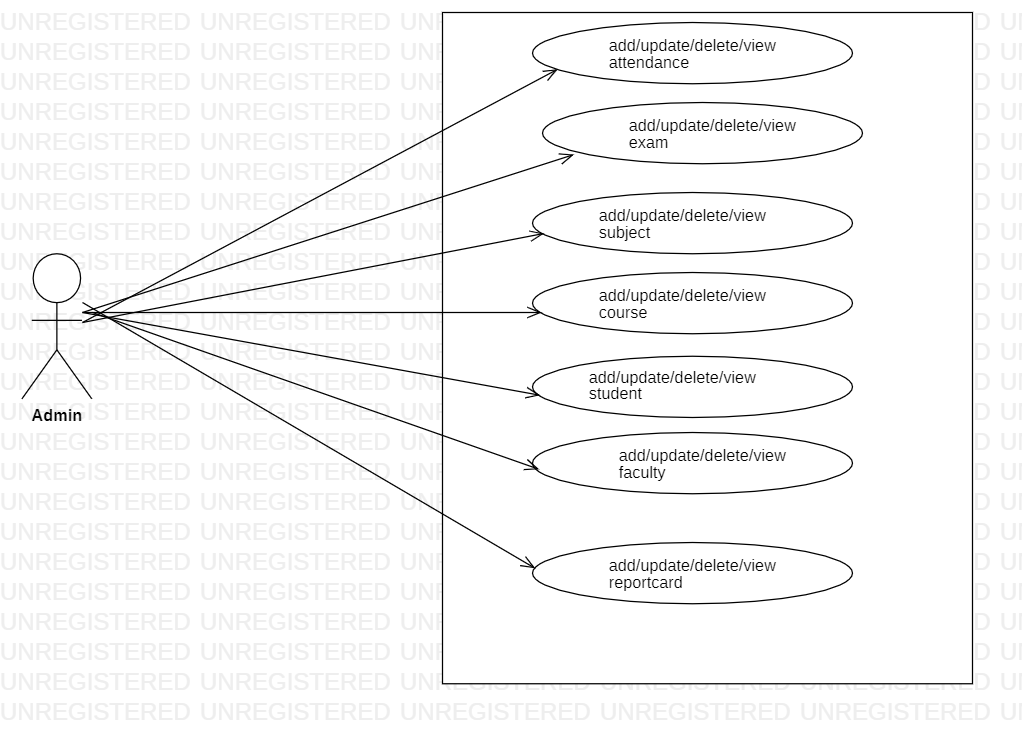 add/update/delete/view
attendance
add/update/delete/view
exam
add/update/delete/view
subject
add/update/delete/view
course
add/update/delete/view
student
Admin
add/update/delete/view
faculty
add/update/delete/view
reportcard
UNREGISTERED UNREGISTERED UNREGISTERED UNREGISTERED UNREGISTERED UI